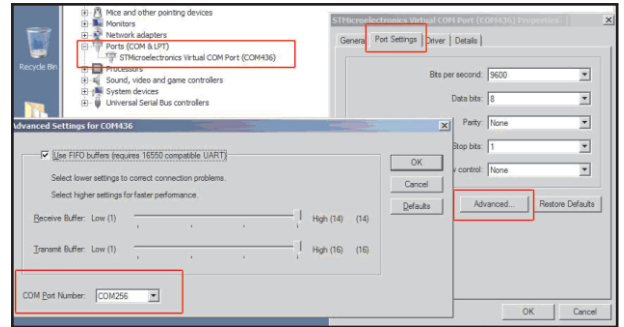 Mice and other pointing devices
Monitors
Network adapters
Ports (COM & LPT)
STMicroelectronics Virtual COM Port (COM436)
Processors
Sound, video and game controllers
System devices
Universal Serial Bus controllers
Recycle Bin
STMicroelectronics Virtual COM Port (COM436) Properties
General
Port Settings
Driver
Details
Bits per second: 9600
Data bits: 8
Parity: None
Stop bits: 1
control: None
Advanced...
Restore Defaults
OK
Cancel
Advanced Settings for COM436
Use FIFO buffers (requires 16550 compatible UART)
Select lower settings to correct connection problems.
Select higher settings for faster performance.
Receive Buffer: Low (1) High (14) (14)
Transmit Buffer: Low (1) High (16) (16)
OK
Cancel
Defaults
COM Port Number: COM256